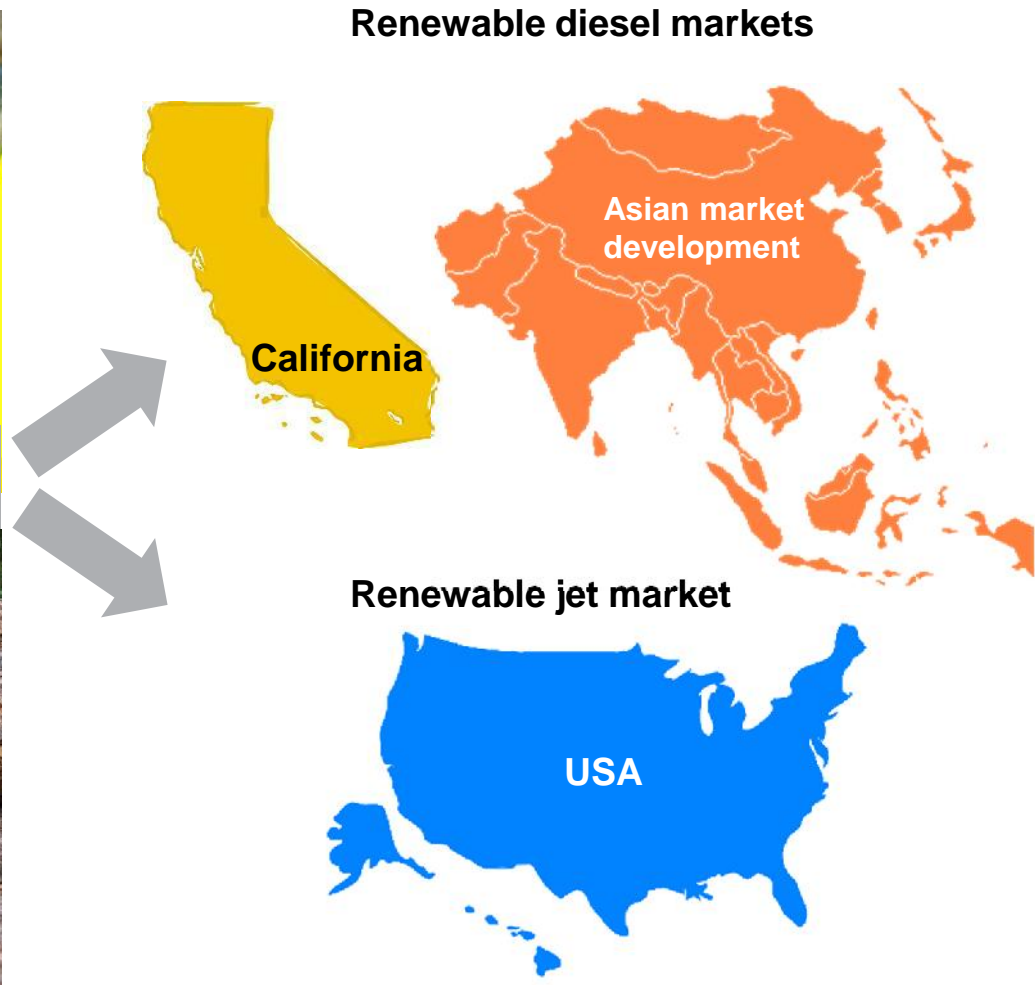 Renewable diesel markets
Asian market
development
California
Renewable jet market
USA